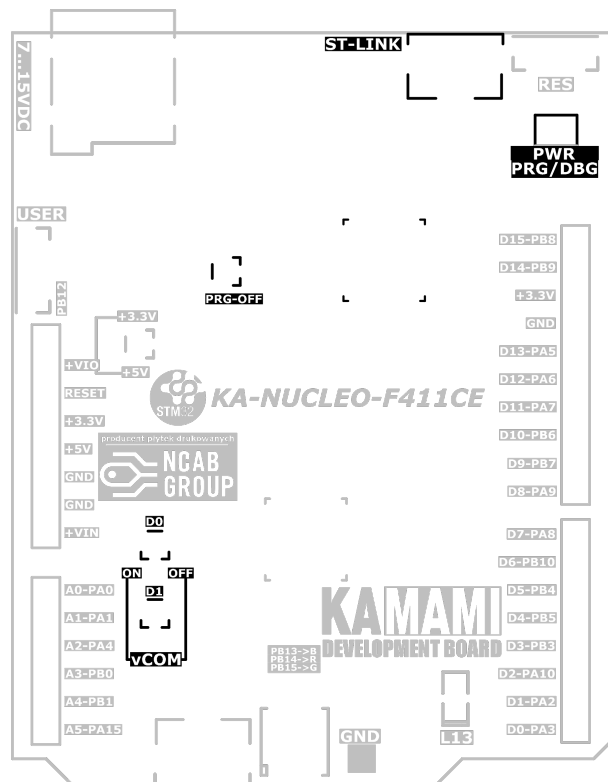 ST-LINK
7...15VDC
RES
PWR
PRG/DBG
USER
PB12
PRG-OFF
D15-PB8
D14-PB9
+3.3V
GND
D13-PA5
D12-PA6
D11-PA7
D10-PB6
D9-PB7
D8-PA9
+3.3V
+5V
+VIO
RESET
+3.3V
+5V
GND
GND
+VIN
STM32
KA-NUCLEO-F411CE
producent płytek drukowanych
NCAB
GROUP
D0
ON OFF
D1
vCOM
A0-PA0
A1-PA1
A2-PA4
A3-PB0
A4-PB1
A5-PA15
D7-PA8
D6-PB10
D5-PB4
D4-PB5
D3-PB3
D2-PA10
D1-PA2
D0-PA3
KAMAMI
DEVELOPMENT BOARD
PB13->B
PB14->R
PB15->G
GND
L13